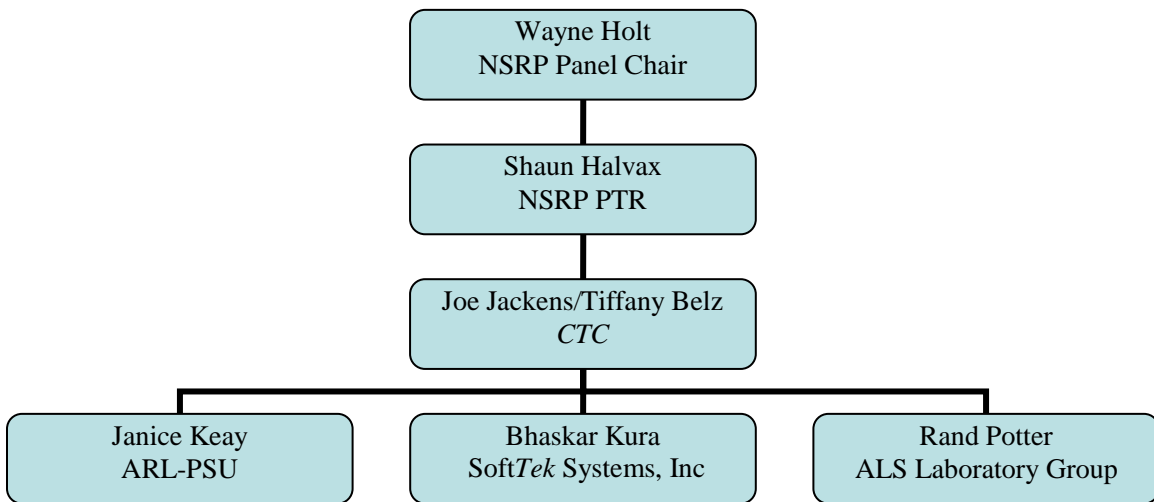 Wayne Holt
NSRP Panel Chair
Shaun Halvax
NSRP PTR
Joe Jackens/Tiffany Belz
CTC
Janice Keay
ARL-PSU
Bhaskar Kura
SoftTek Systems, Inc
Rand Potter
ALS Laboratory Group